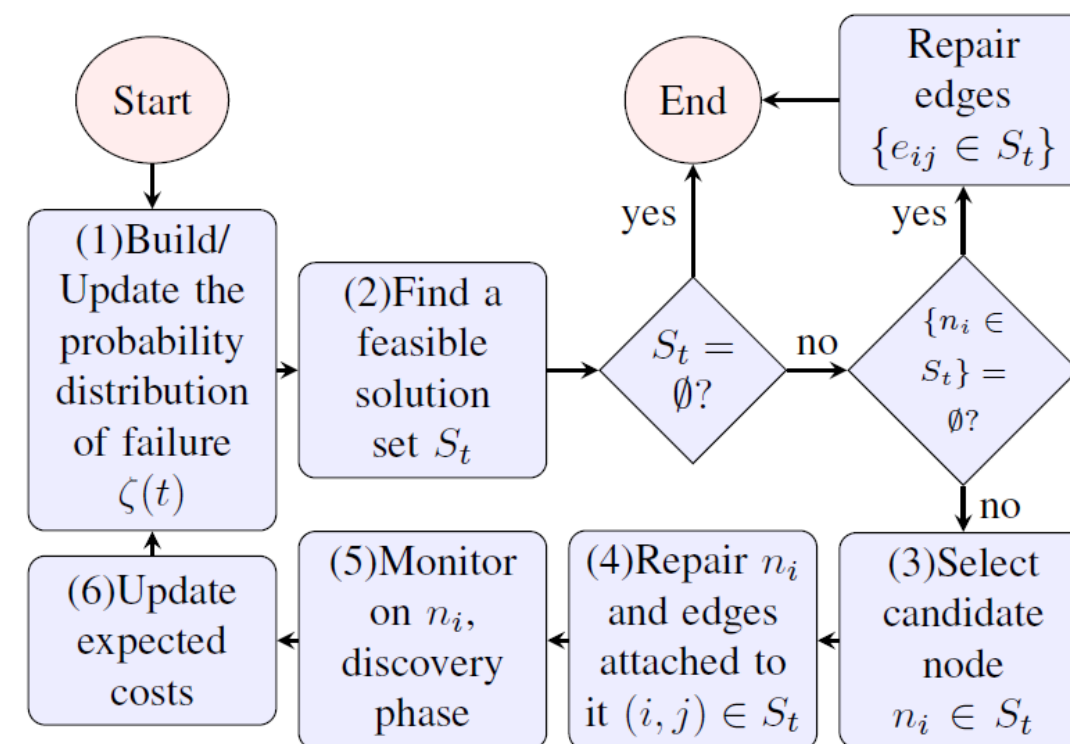 Start
End
Repair
edges
{e_{ij} ∈ S_t}
yes
yes
(1)Build/
Update the
probability
distribution
of failure
ζ(t)
(2)Find a
feasible
solution
set S_t
S_t =
∅?
no
{n_i ∈
S_t} =
∅?
no
(3)Select
candidate
node
n_i ∈ S_t
(4)Repair n_i
and edges
attached to
it (i, j) ∈ S_t
(5)Monitor
on n_i,
discovery
phase
(6)Update
expected
costs